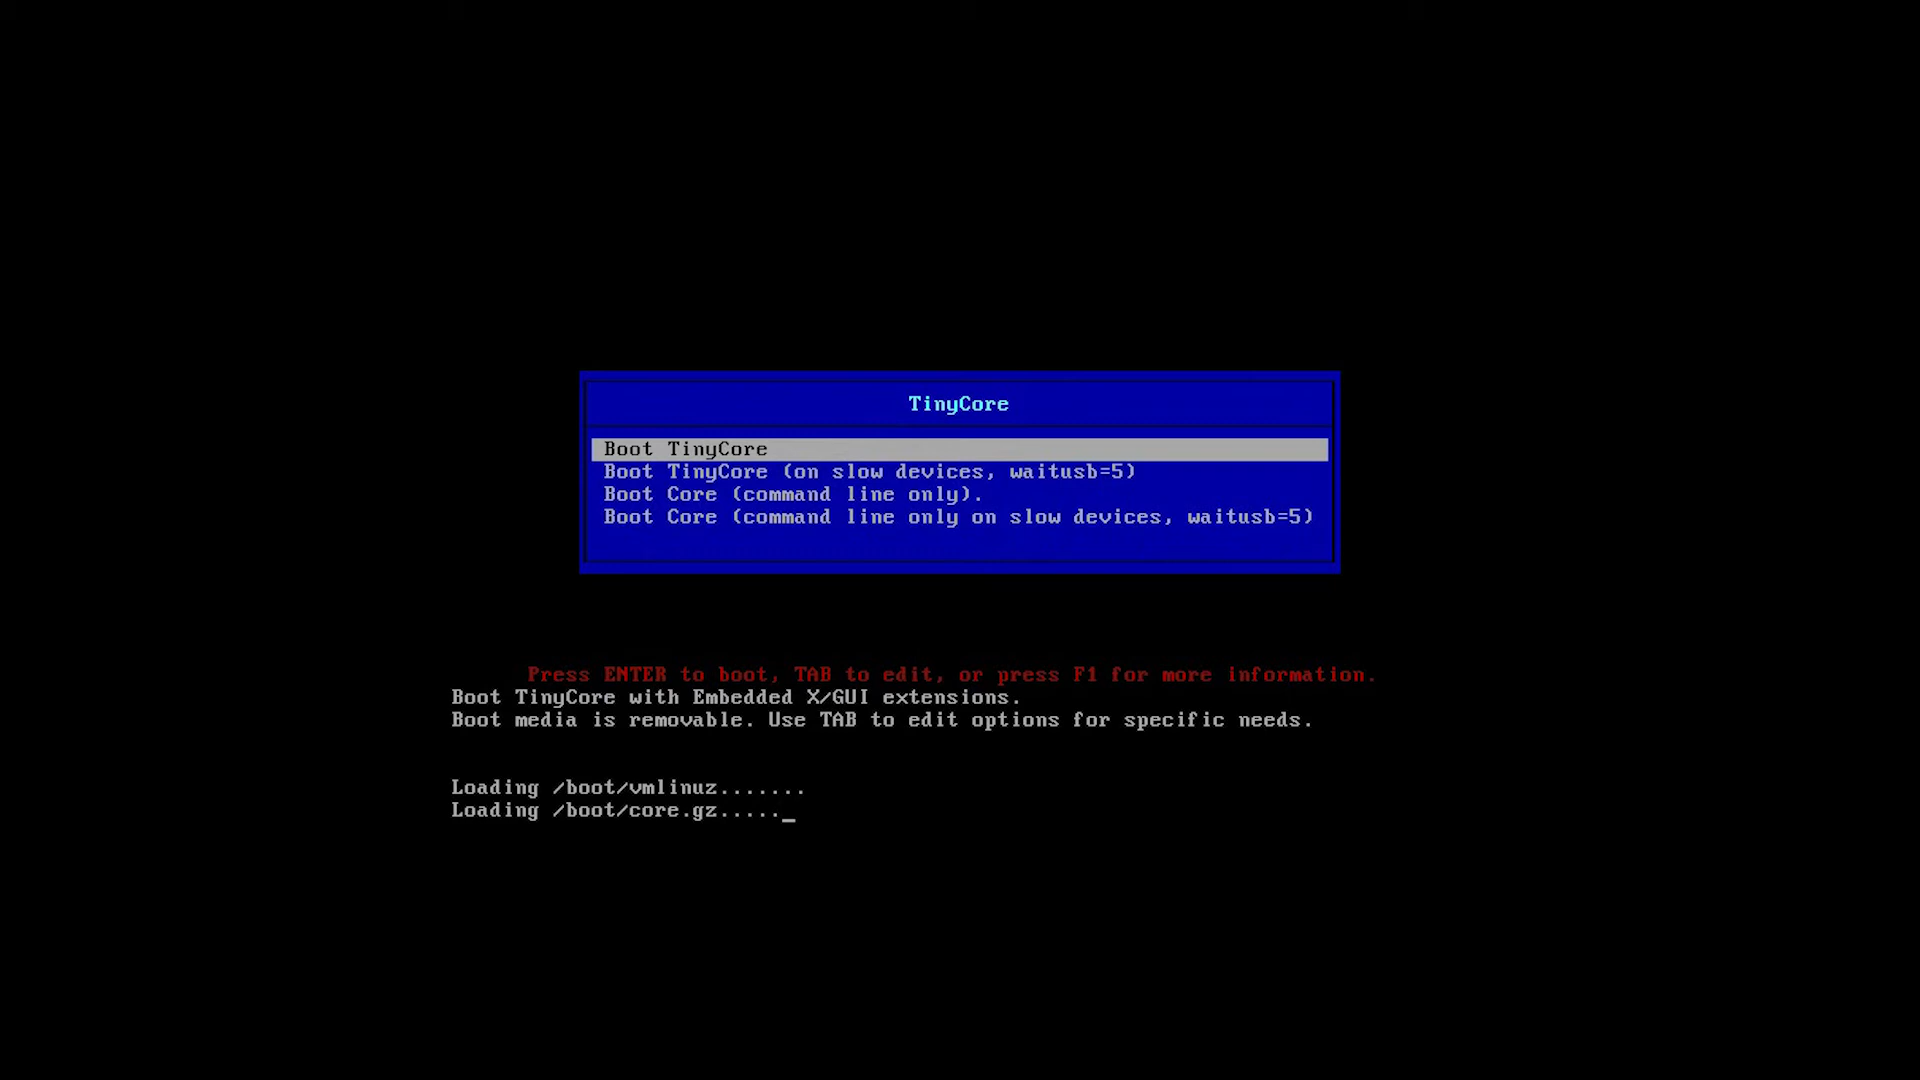 TinyCore
Boot TinyCore
Boot TinyCore (on slow devices, waitusb=5)
Boot Core (command line only).
Boot Core (command line only on slow devices, waitusb=5)
Press ENTER to boot, TAB to edit, or press F1 for more information.
Boot TinyCore with Embedded X/GUI extensions.
Boot media is removable. Use TAB to edit options for specific needs.
Loading /boot/vmlinuz.......
Loading /boot/core.gz....._